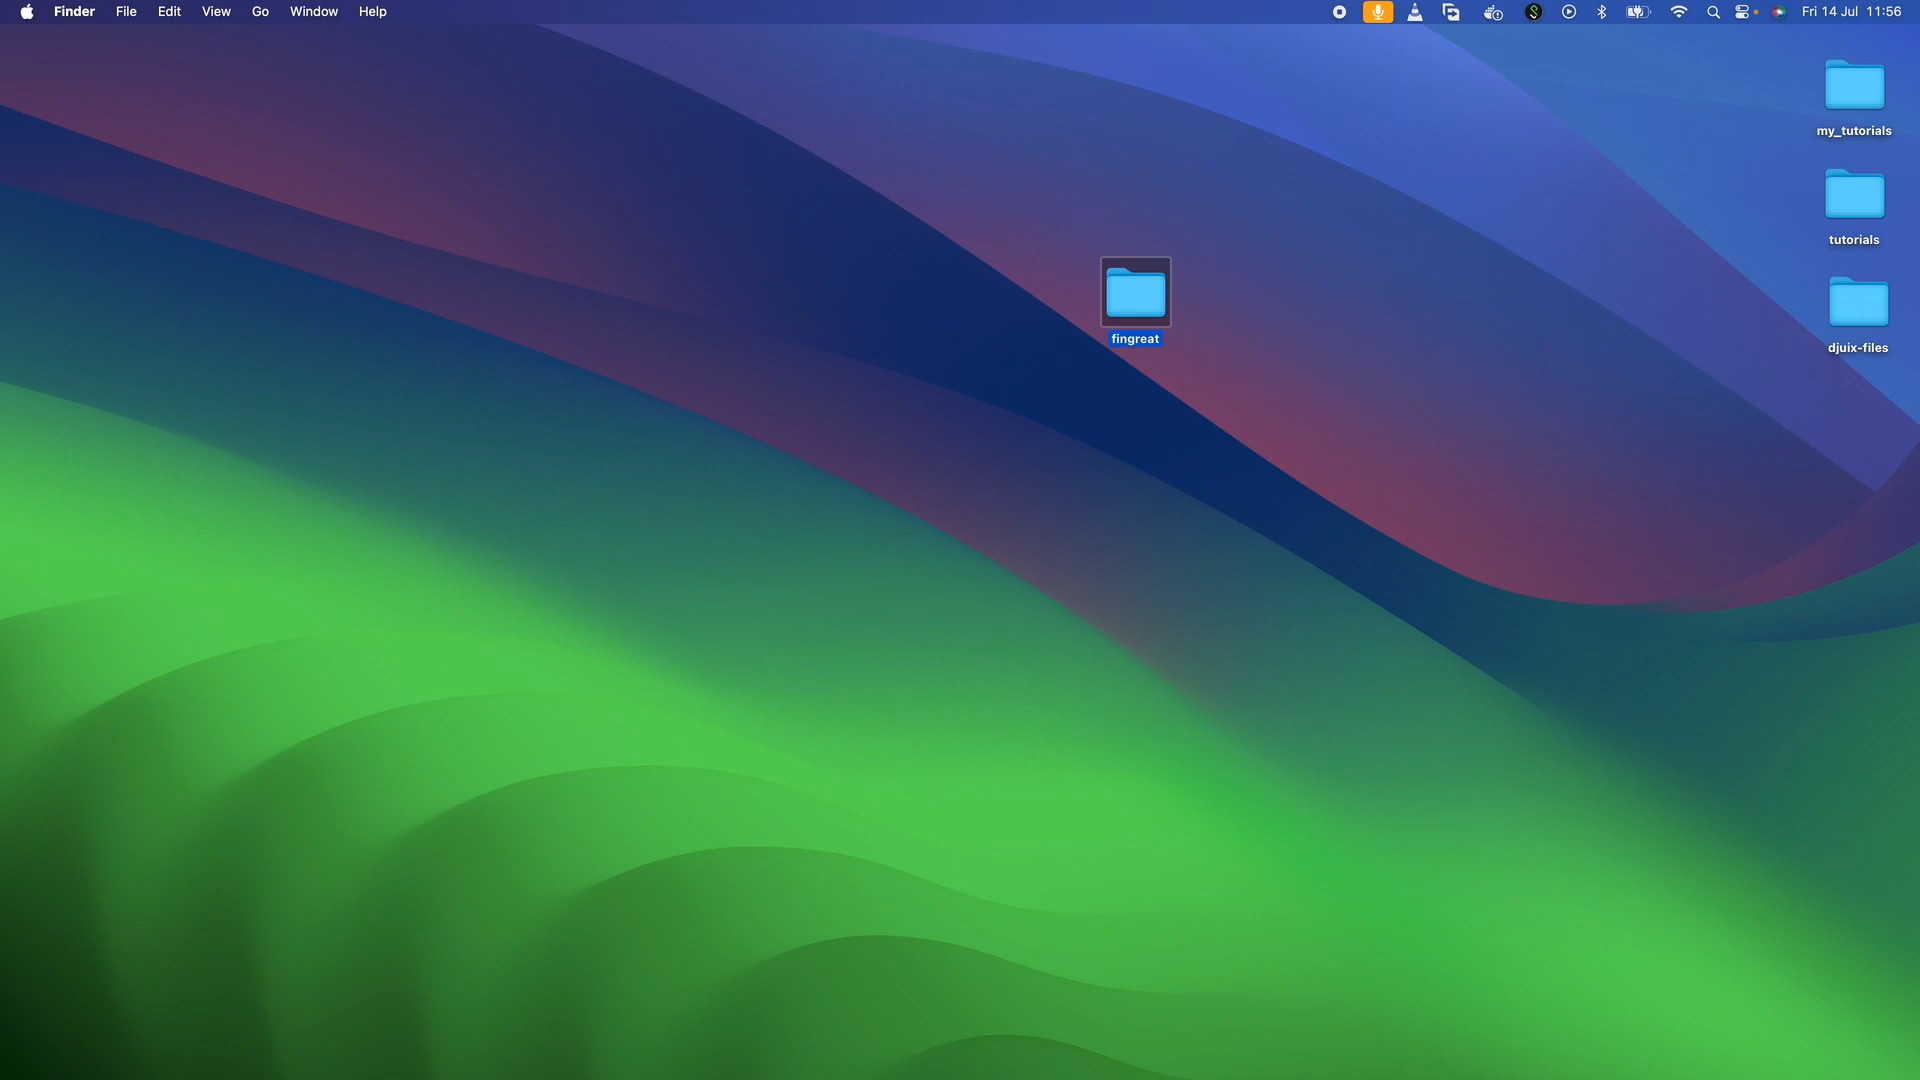 Finder File Edit View Go Window Help Fri 14 Jul 11:56
my_tutorials
tutorials
fingreat
djuix-files